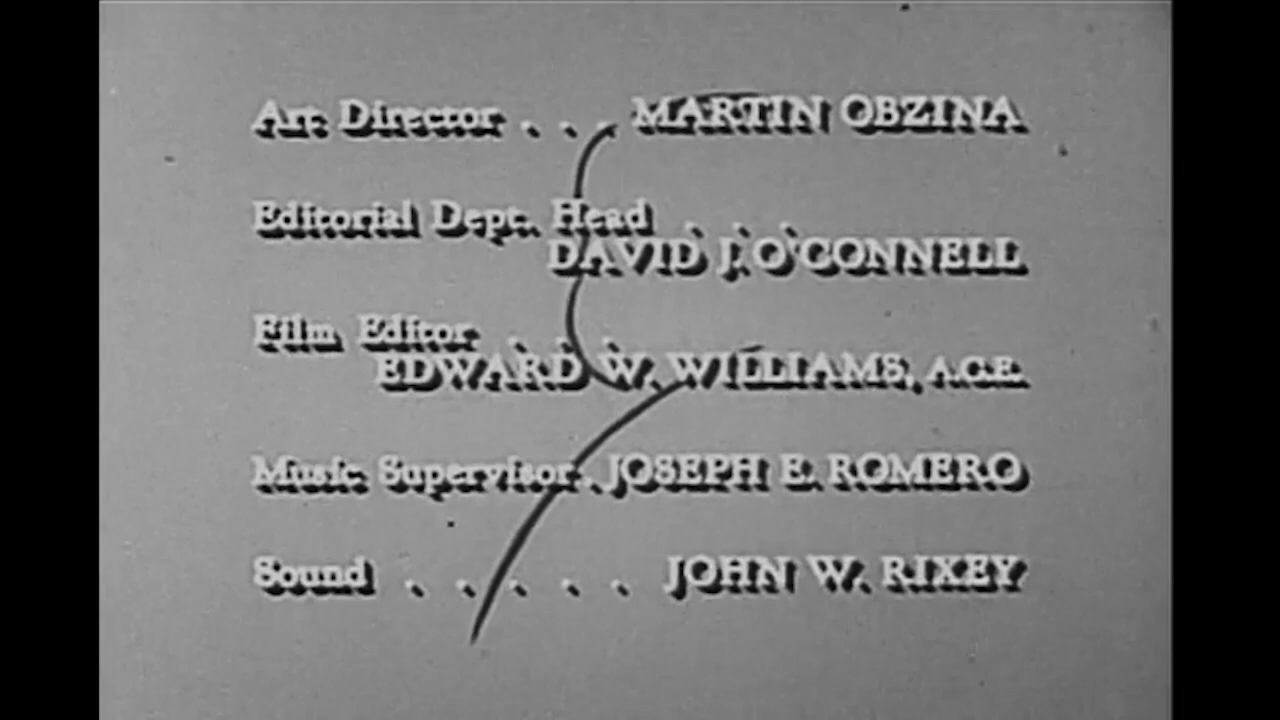 Art Director . . . MARTIN OBZINA
Editorial Dept. Head . . .
DAVID J. O'CONNELL
Film Editor . . .
EDWARD W. WILLIAMS, A.C.E.
Music Supervisor . JOSEPH E. ROMERO
Sound . . . . . JOHN W. RIXEY